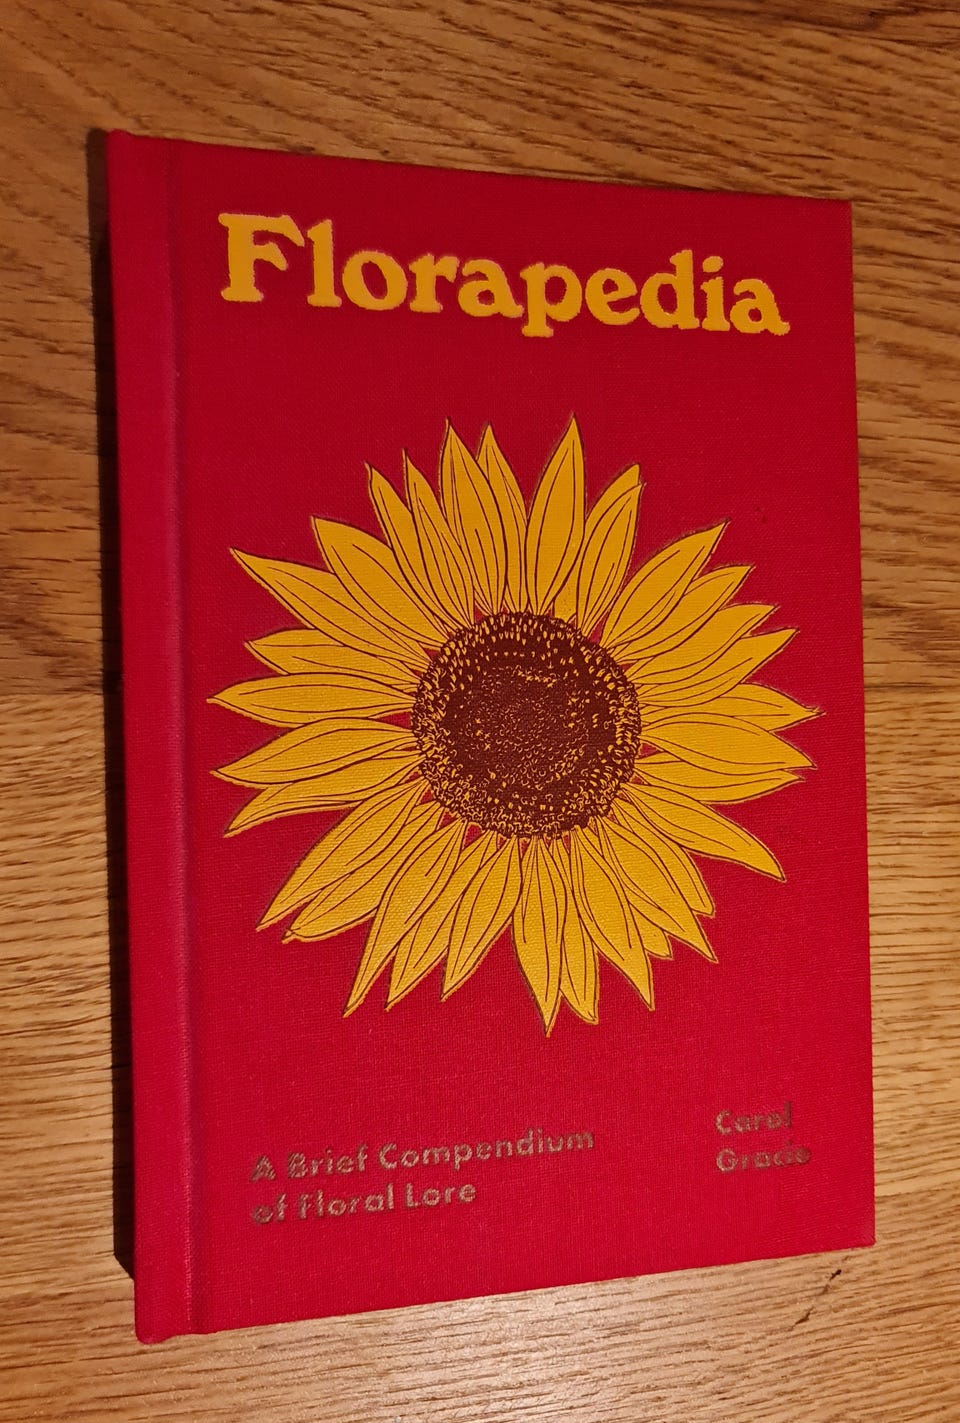 Florapedia
A Brief Compendium
of Floral Lore
Carol
Gracie